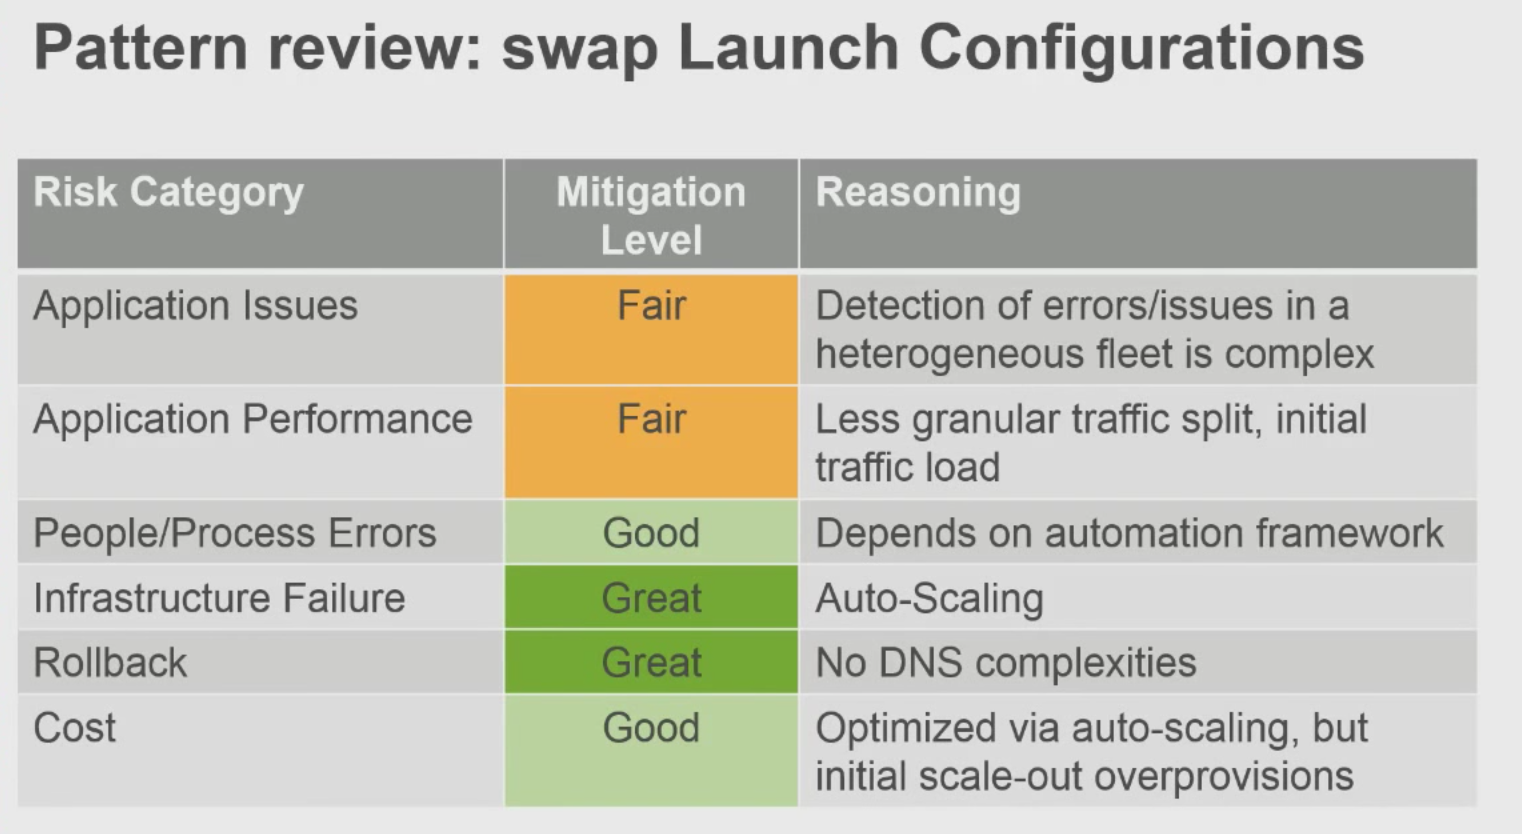 Pattern review: swap Launch Configurations
Risk Category
Mitigation
Level
Reasoning
Application Issues
Fair
Detection of errors/issues in a
heterogeneous fleet is complex
Application Performance
Fair
Less granular traffic split, initial
traffic load
People/Process Errors
Good
Depends on automation framework
Infrastructure Failure
Great
Auto-Scaling
Rollback
Great
No DNS complexities
Cost
Good
Optimized via auto-scaling, but
initial scale-out overprovisions